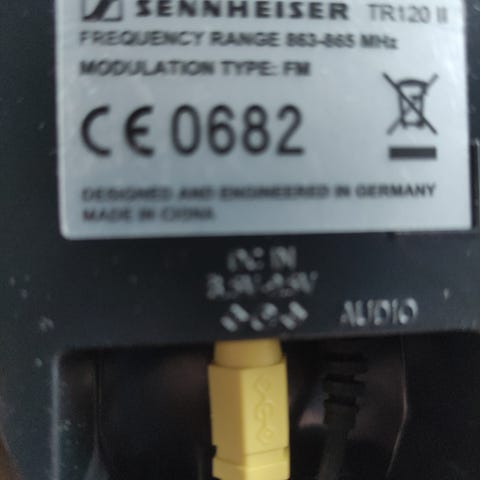 SENNHEISER TR120 II
FREQUENCY RANGE 863-865 MHz
MODULATION TYPE: FM
CE 0682
DESIGNED AND ENGINEERED IN GERMANY
MADE IN CHINA
DC IN
AUDIO